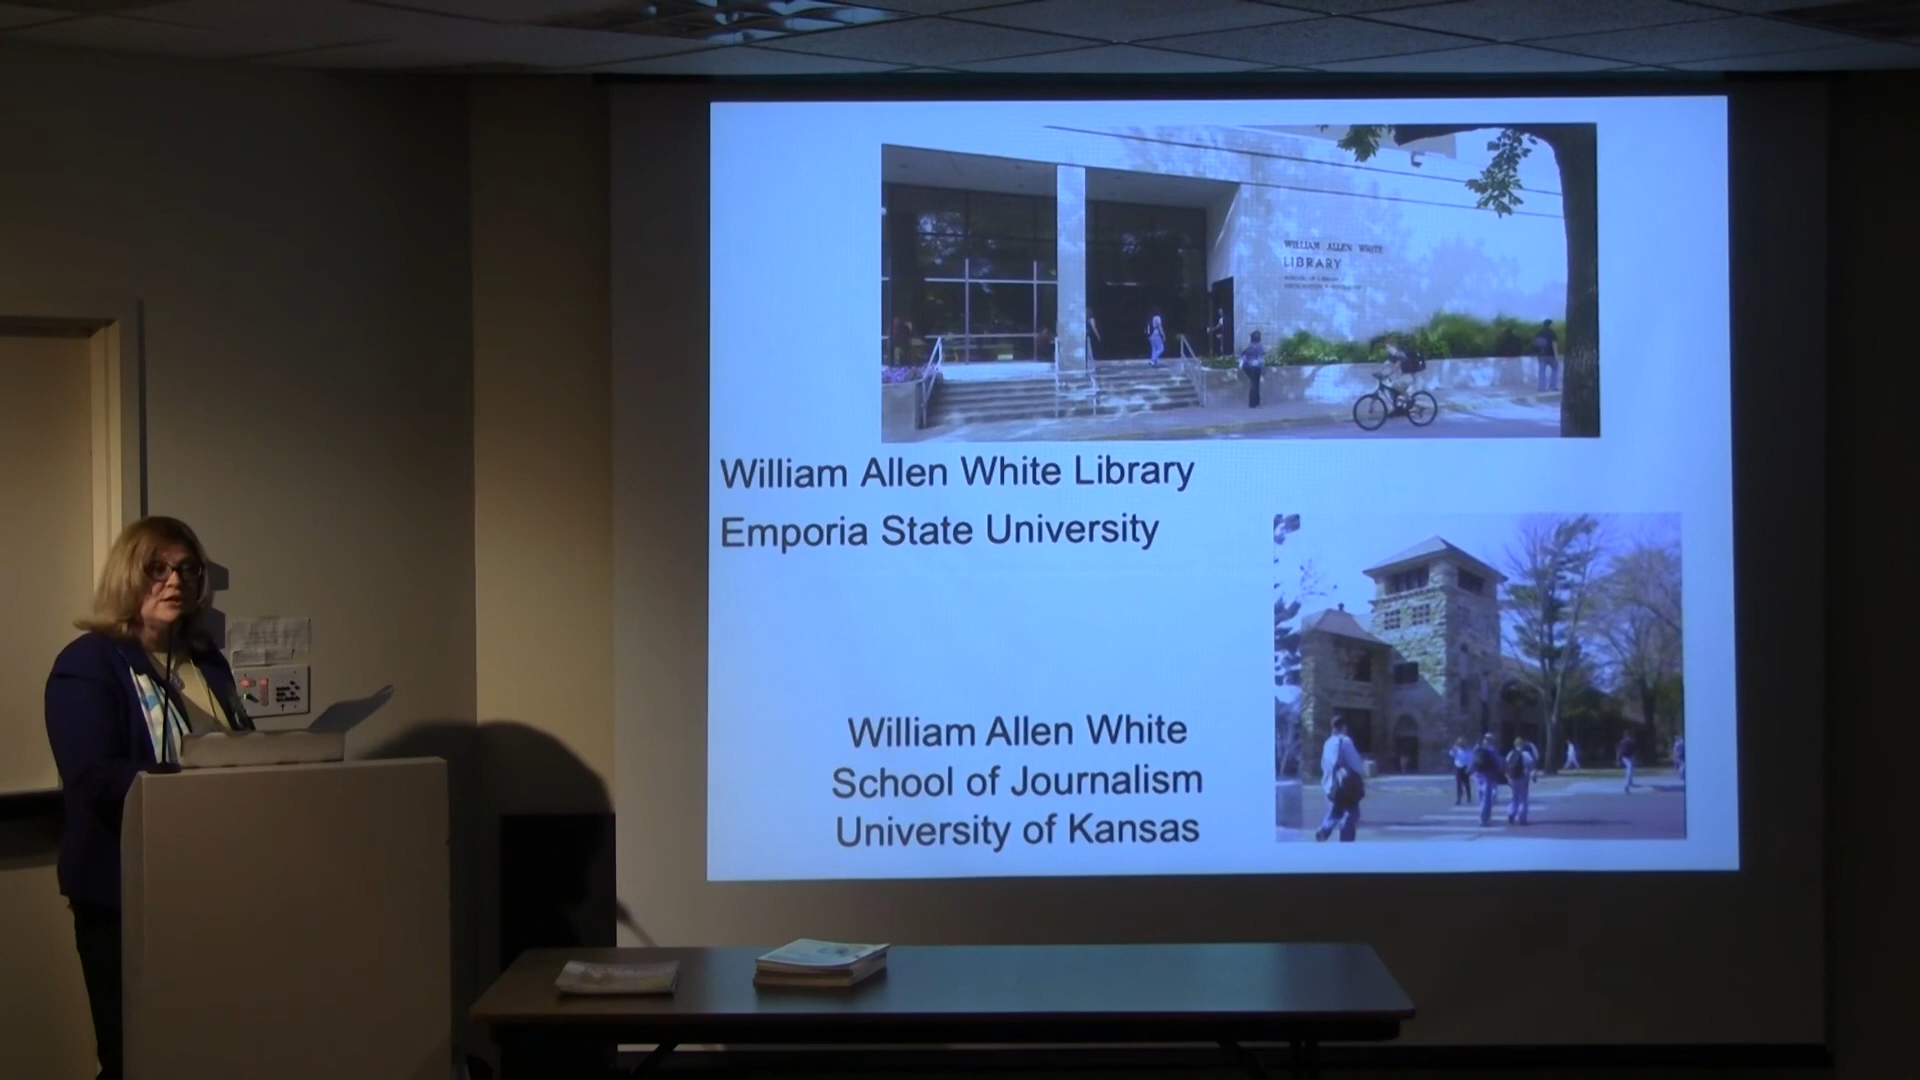 WILLIAM ALLEN WHITE
LIBRARY
William Allen White Library
Emporia State University
William Allen White
School of Journalism
University of Kansas